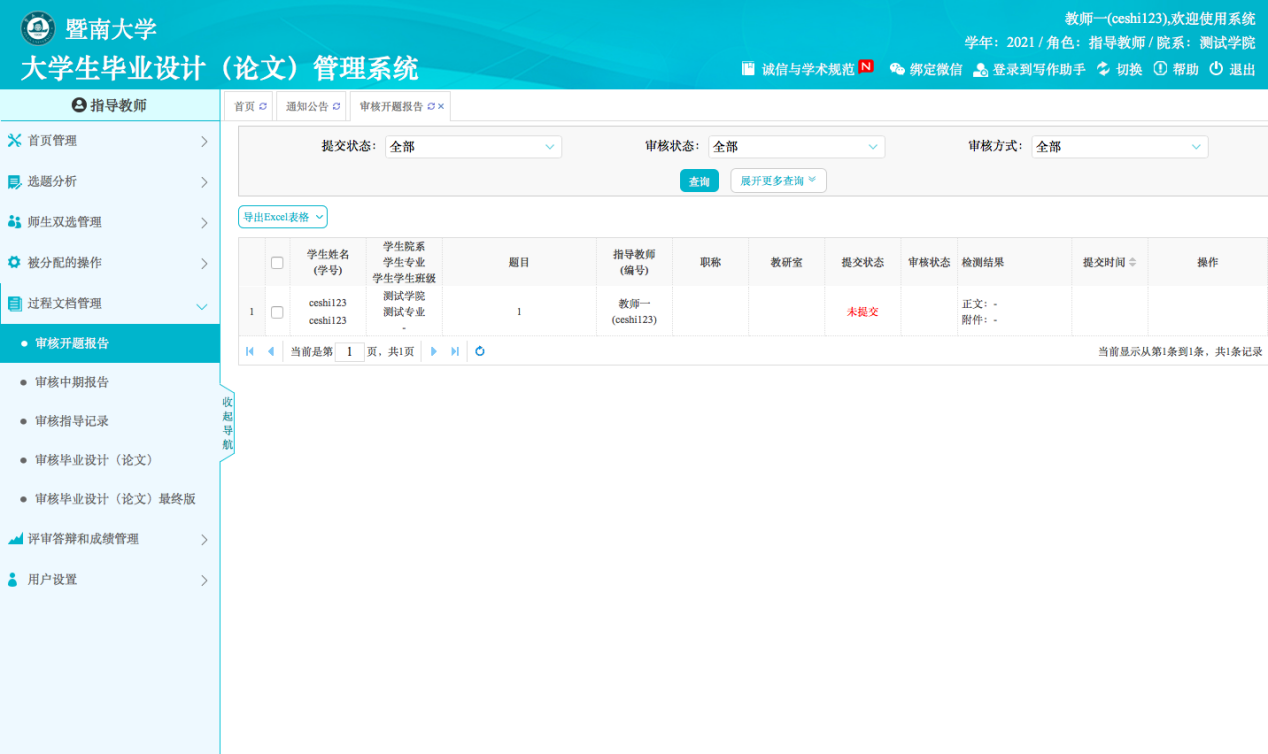 暨南大学
大学生毕业设计（论文）管理系统
教师一(ceshi123),欢迎使用系统
学年：2021 / 角色：指导教师 / 院系：测试学院
诚信与学术规范 N 绑定微信 登录到写作助手 切换 帮助 退出
指导教师
首页管理
选题分析
师生双选管理
被分配的操作
过程文档管理
审核开题报告
审核中期报告
审核指导记录
审核毕业设计（论文）
审核毕业设计（论文）最终版
评审答辩和成绩管理
用户设置
收起导航
首页 通知公告 审核开题报告
提交状态： 全部 审核状态： 全部 审核方式： 全部
查询 展开更多查询
导出Excel表格
学生姓名
(学号)
学生院系
学生专业
学生学生班级
题目
指导教师
(编号)
职称
教研室
提交状态
审核状态
检测结果
提交时间
操作
1
ceshi123
ceshi123
测试学院
测试专业
-
1
教师一
(ceshi123)
未提交
正文：-
附件：-
当前是第 1 页，共1页
当前显示从第1条到1条，共1条记录